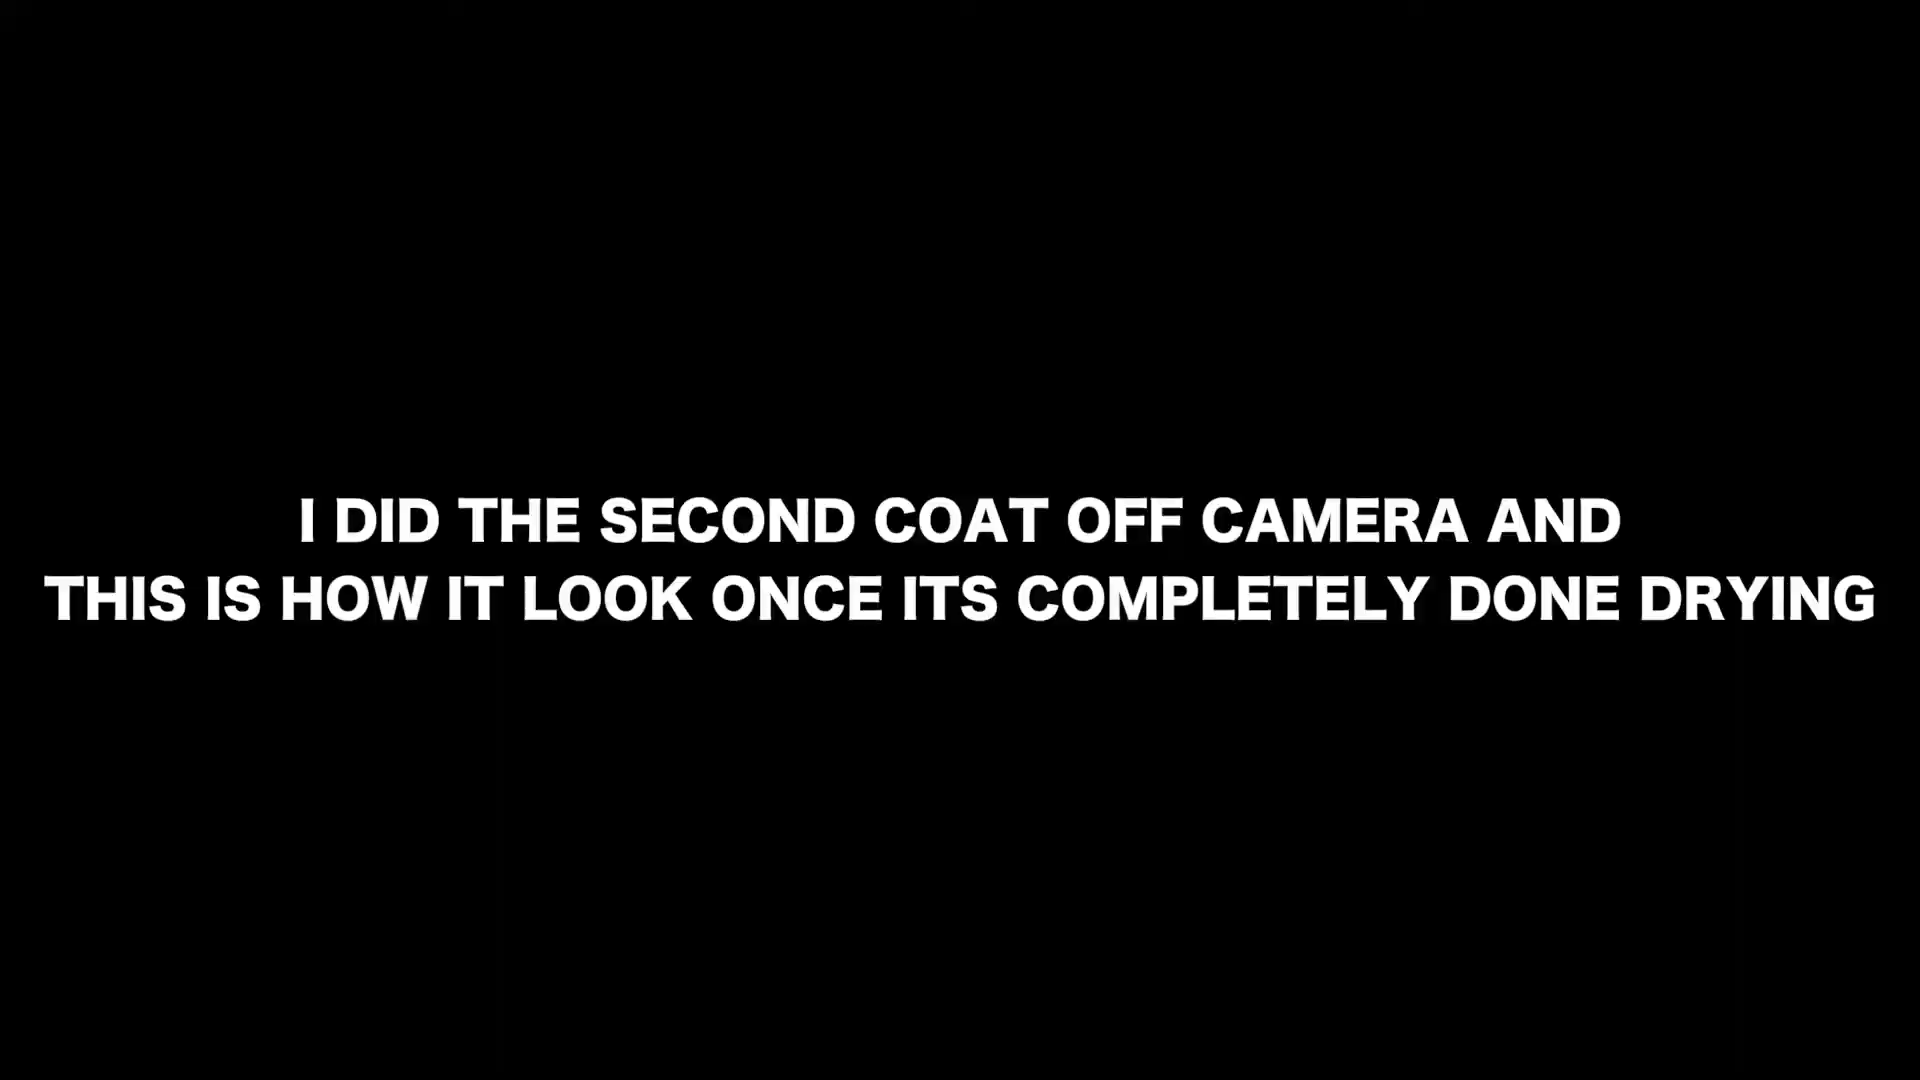 I DID THE SECOND COAT OFF CAMERA AND
THIS IS HOW IT LOOK ONCE ITS COMPLETELY DONE DRYING